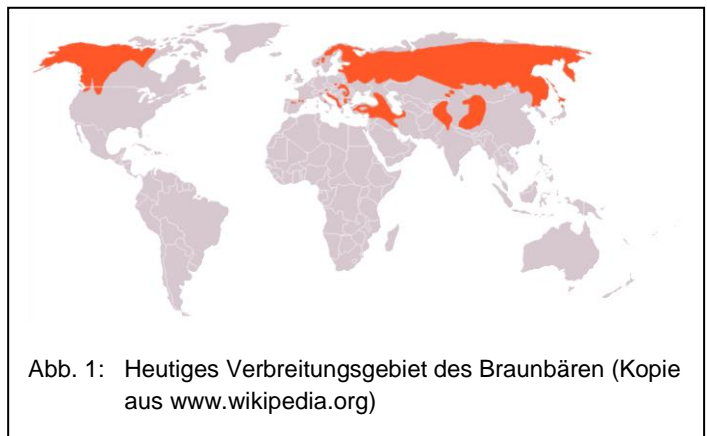 Abb. 1: Heutiges Verbreitungsgebiet des Braunbären (Kopie
aus www.wikipedia.org)